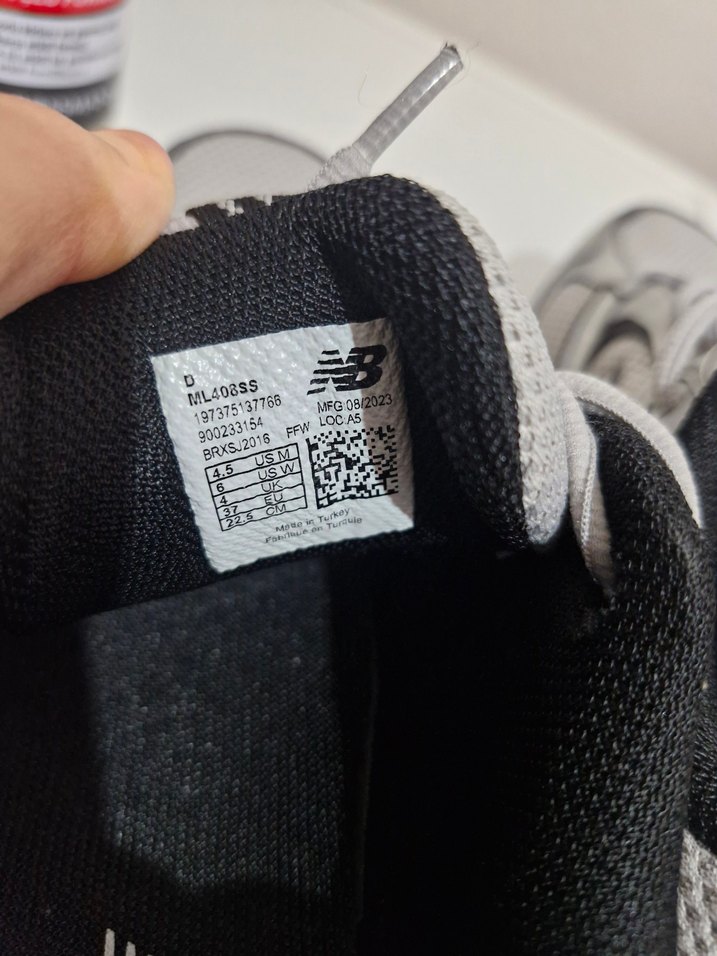 D
ML408SS
197375137766
900233154
BRXSJ2016 FFW
NB
MFG 08/2023
LOC A5
4.5 US M
6 US W
4 UK
37 EU
22.5 CM
Made in Turkey
Fabriqué en Turquie